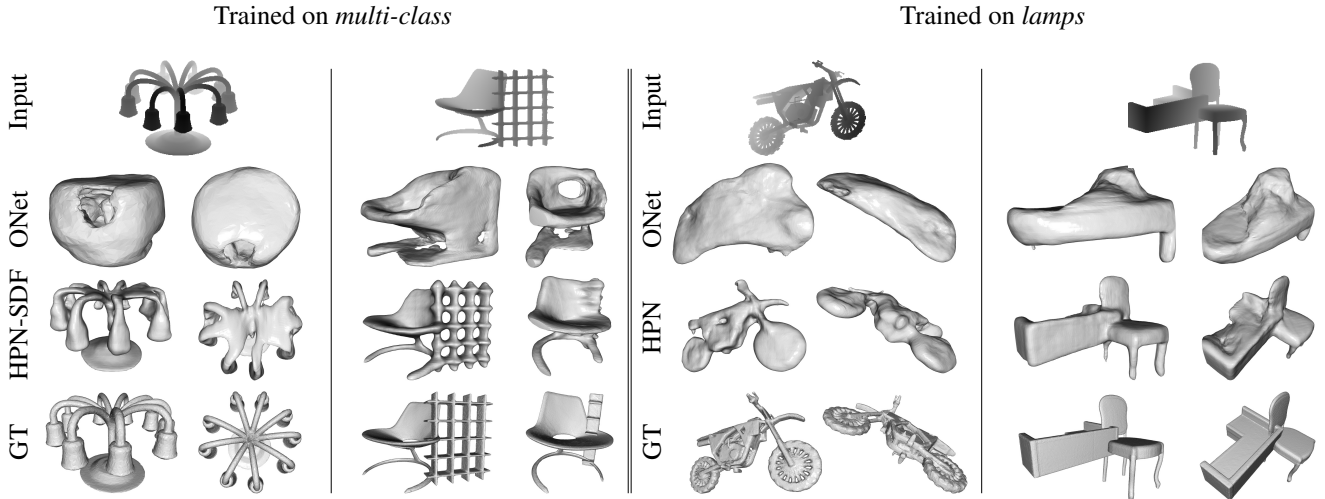 Trained on multi-class
Input
ONet
HPN-SDF
GT
Trained on lamps
Input
ONet
HPN
GT